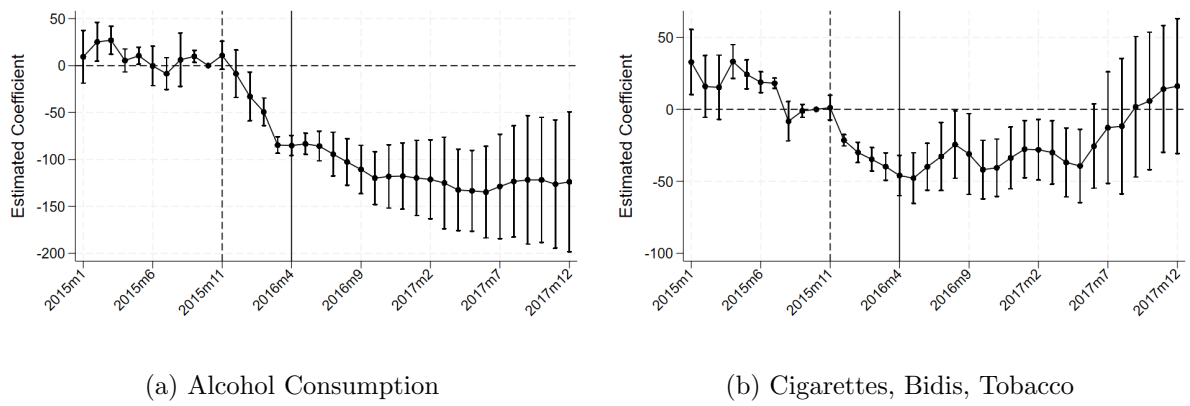 50
0
-50
-100
-150
-200
Estimated Coefficient
2015m1
2015m6
2015m11
2016m4
2016m9
2017m2
2017m7
2017m12
(a) Alcohol Consumption
50
0
-50
-100
Estimated Coefficient
2015m1
2015m6
2015m11
2016m4
2016m9
2017m2
2017m7
2017m12
(b) Cigarettes, Bidis, Tobacco